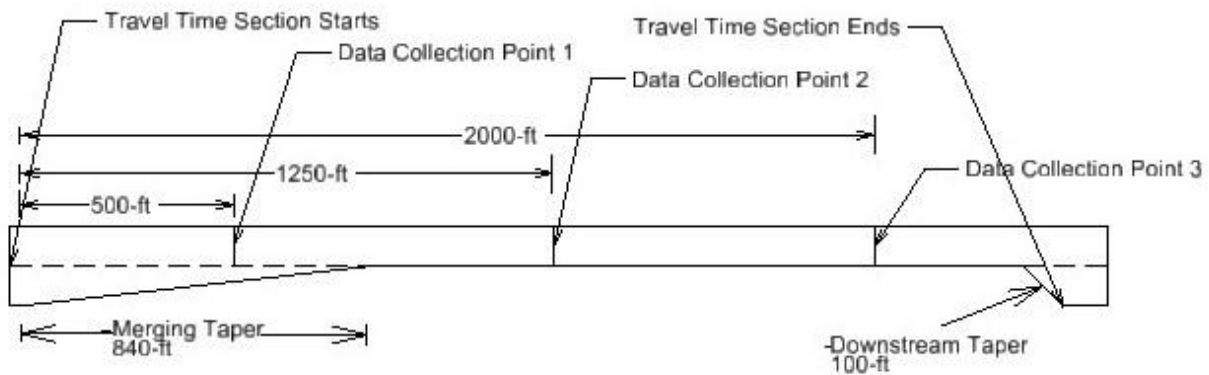 Travel Time Section Starts
Travel Time Section Ends
Data Collection Point 1
Data Collection Point 2
2000-ft
1250-ft
Data Collection Point 3
500-ft
Merging Taper
840-ft
Downstream Taper
100-ft